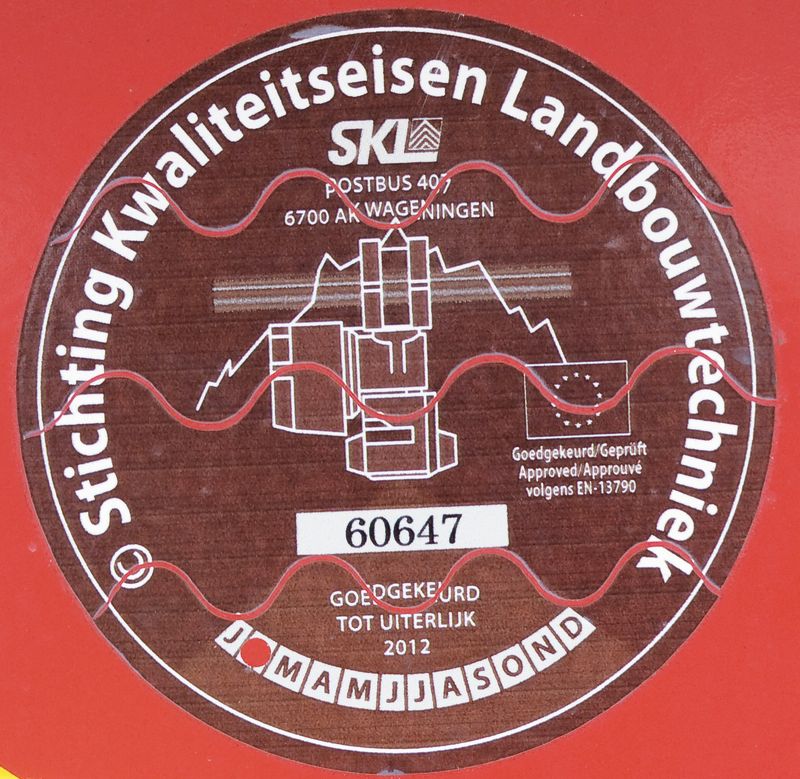 © Stichting Kwaliteitseisen Landbouwtechniek
SKL
POSTBUS 407
6700 AK WAGENINGEN
Goedgekeurd/Geprüft
Approved/Approuvé
volgens EN-13790
60647
GOEDGEKEURD
TOT UITERLIJK
2012
J M A M J J A S O N D